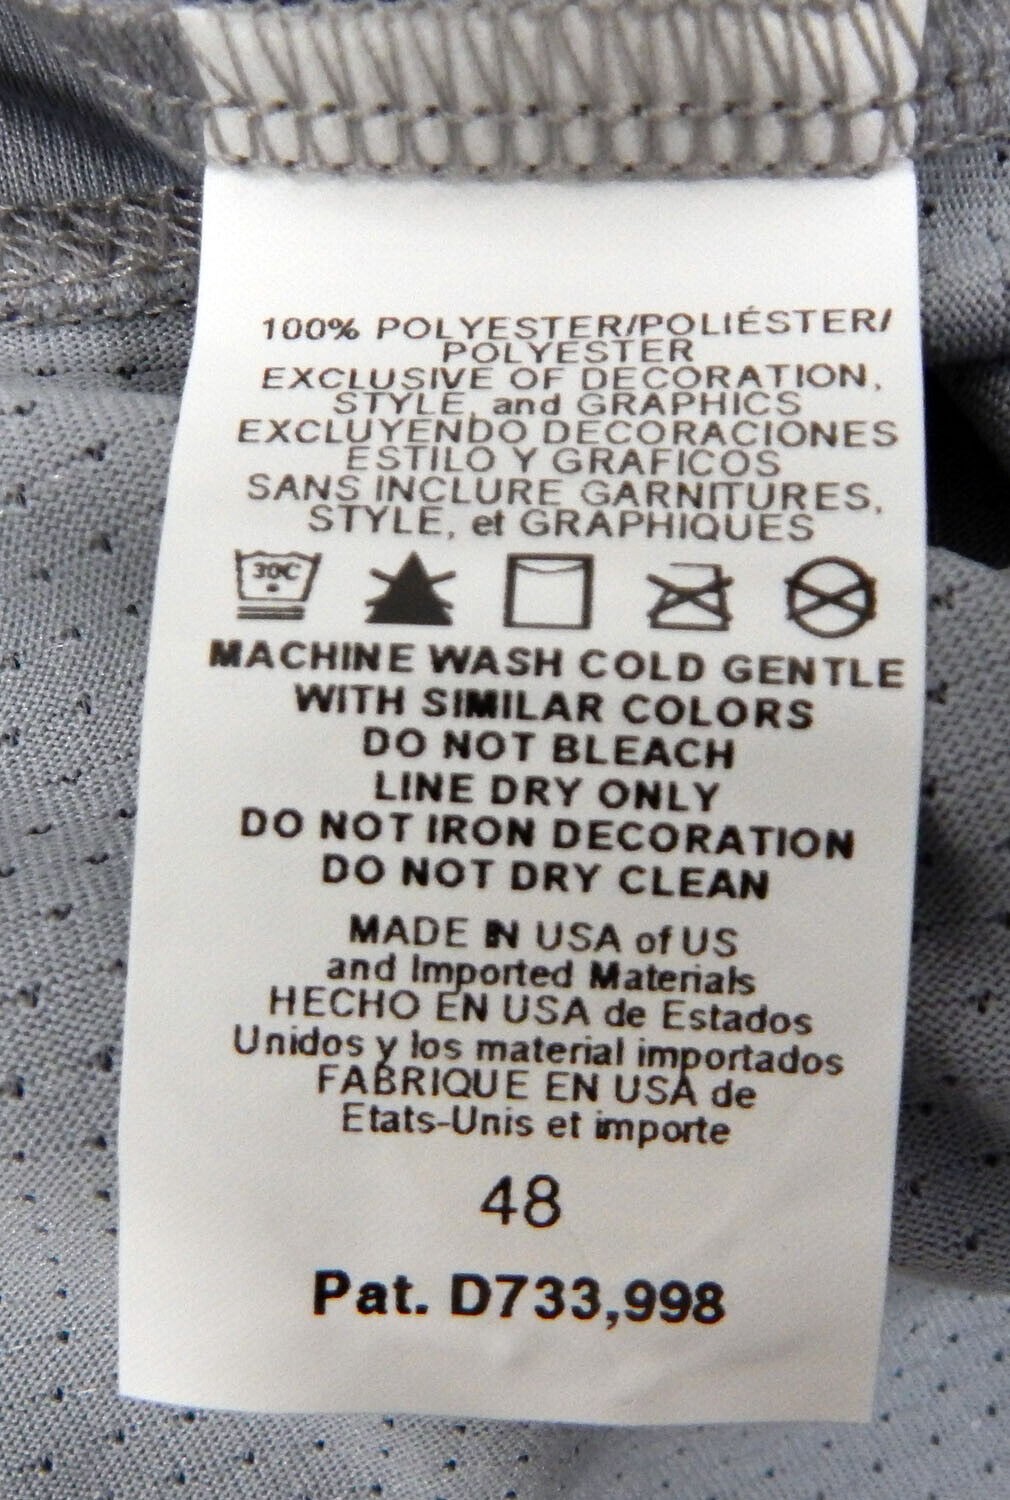 100% POLYESTER/POLIÉSTER/
POLYESTER
EXCLUSIVE OF DECORATION,
STYLE, and GRAPHICS
EXCLUYENDO DECORACIONES
ESTILO Y GRAFICOS
SANS INCLURE GARNITURES,
STYLE, et GRAPHIQUES
30C
MACHINE WASH COLD GENTLE
WITH SIMILAR COLORS
DO NOT BLEACH
LINE DRY ONLY
DO NOT IRON DECORATION
DO NOT DRY CLEAN
MADE IN USA of US
and Imported Materials
HECHO EN USA de Estados
Unidos y los material importados
FABRIQUE EN USA de
Etats-Unis et importe
48
Pat. D733,998